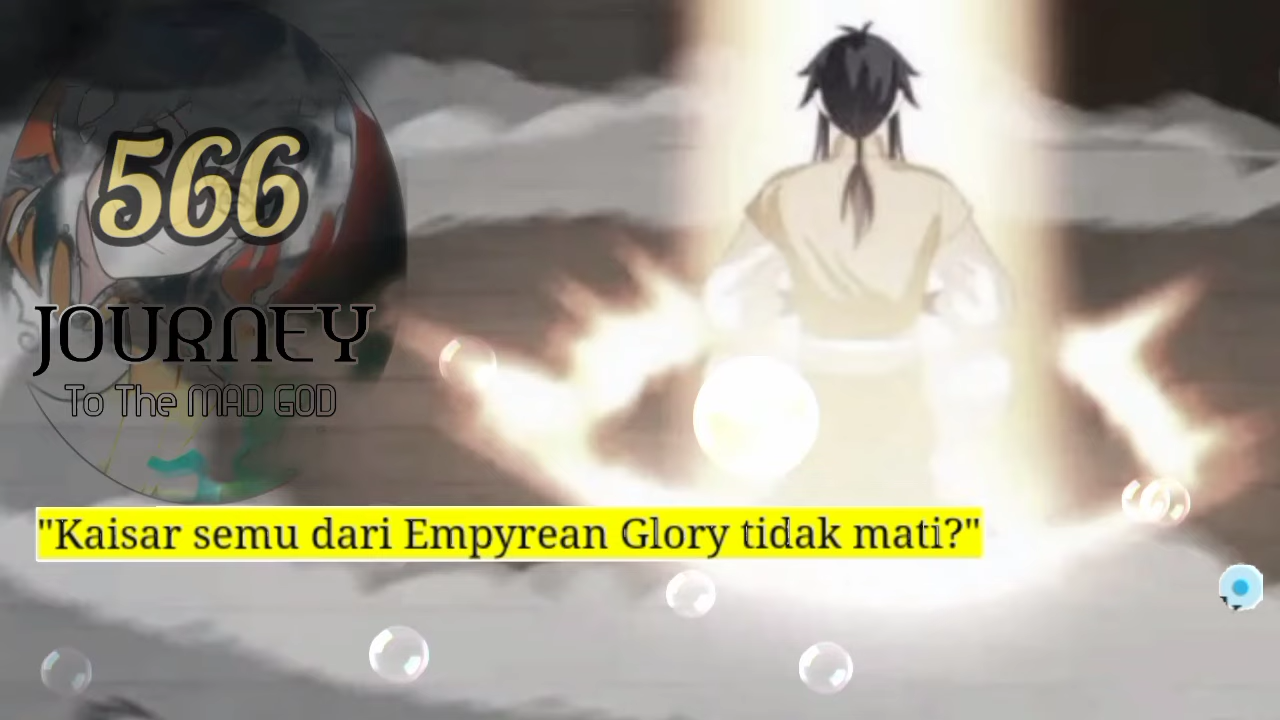 566
JOURNEY
To The MAD GOD
"Kaisar semu dari Empyrean Glory tidak mati?"